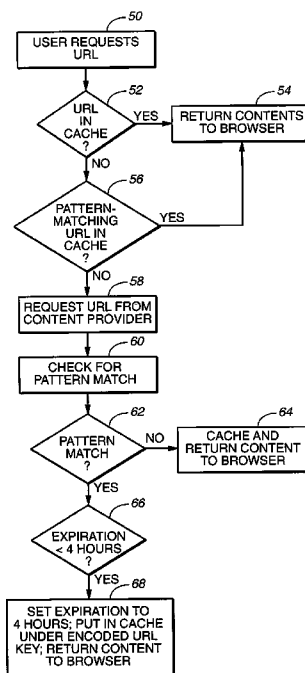 50
USER REQUESTS
URL
52
URL
IN
CACHE
?
YES
54
RETURN CONTENTS
TO BROWSER
NO
56
PATTERN-
MATCHING
URL IN
CACHE
?
YES
NO
58
REQUEST URL FROM
CONTENT PROVIDER
60
CHECK FOR
PATTERN MATCH
62
PATTERN
MATCH
?
NO
64
CACHE AND
RETURN CONTENT
TO BROWSER
YES
66
EXPIRATION
< 4 HOURS
?
YES
68
SET EXPIRATION TO
4 HOURS; PUT IN CACHE
UNDER ENCODED URL
KEY; RETURN CONTENT
TO BROWSER